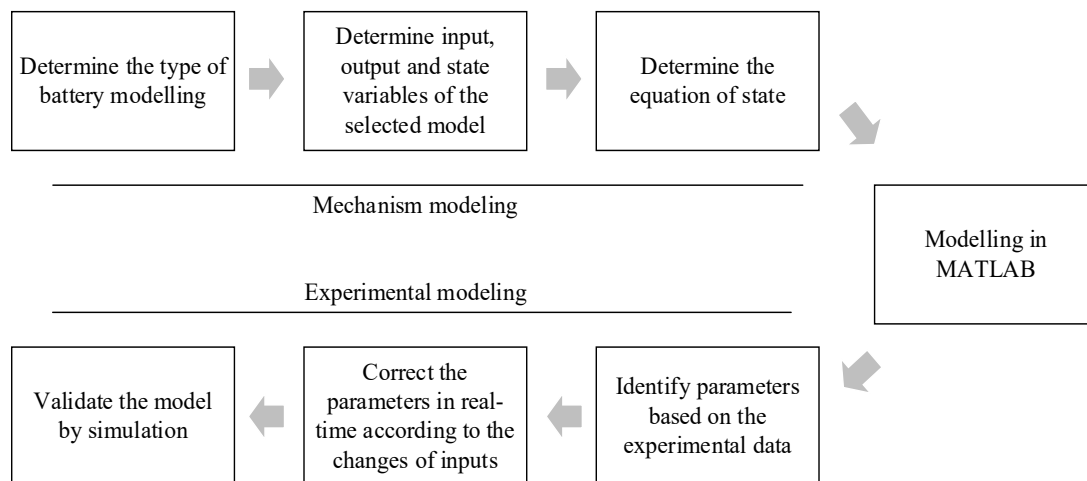 Determine the type of
battery modelling
Determine input,
output and state
variables of the
selected model
Determine the
equation of state
Mechanism modeling
Modelling in
MATLAB
Experimental modeling
Validate the model
by simulation
Correct the
parameters in real-
time according to the
changes of inputs
Identify parameters
based on the
experimental data